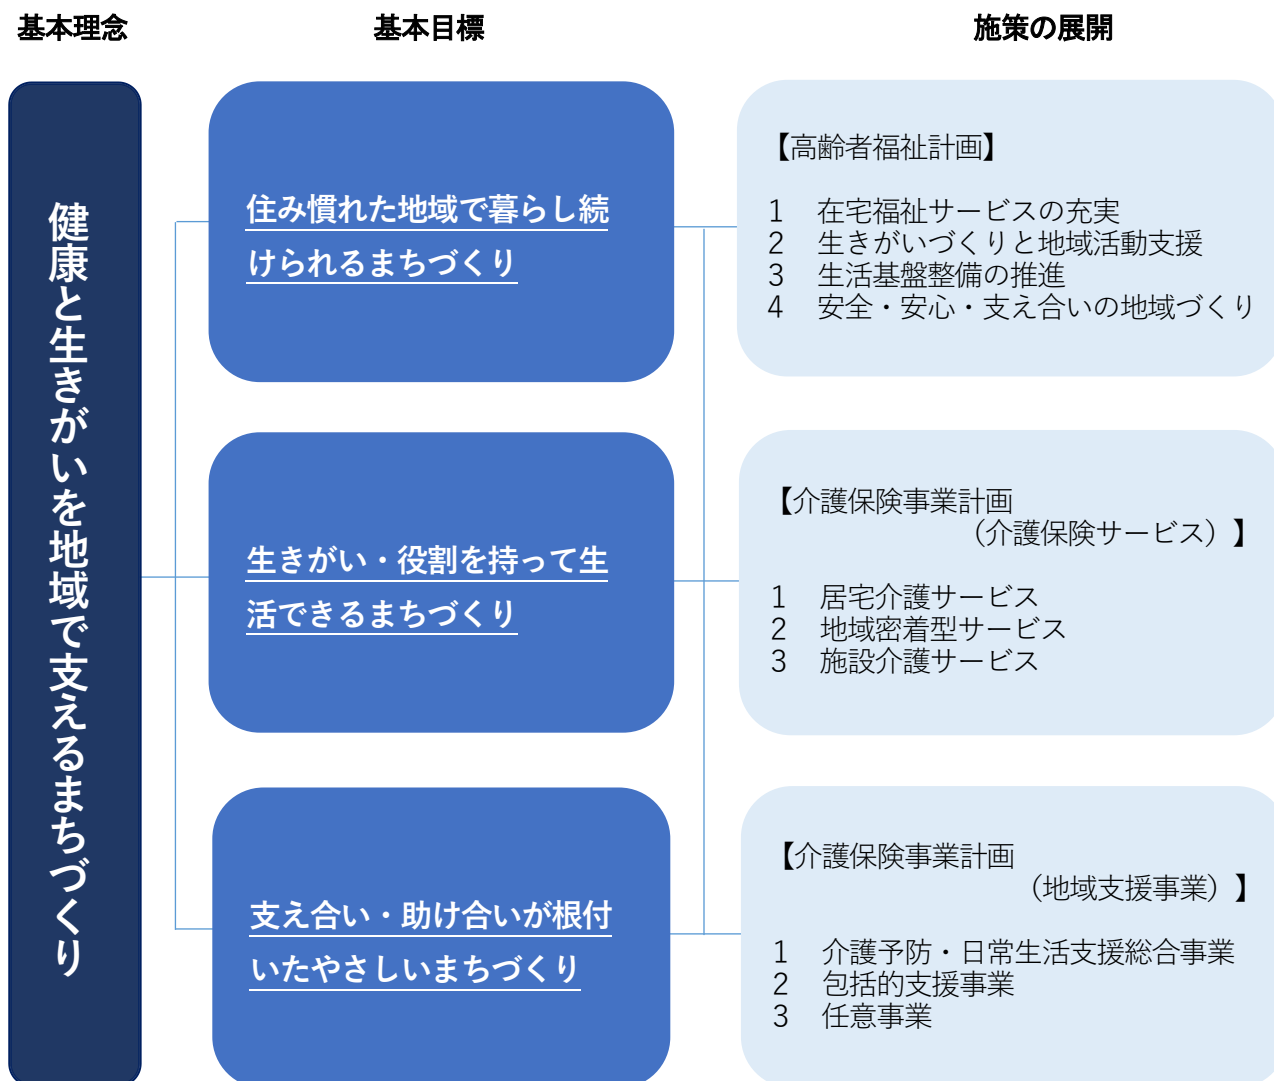 基本理念
基本目標
施策の展開
健康と生きがいを地域で支えるまちづくり
住み慣れた地域で暮らし続
けられるまちづくり
生きがい・役割を持って生
活できるまちづくり
支え合い・助け合いが根付
いたやさしいまちづくり
【高齢者福祉計画】
1 在宅福祉サービスの充実
2 生きがいづくりと地域活動支援
3 生活基盤整備の推進
4 安全・安心・支え合いの地域づくり
【介護保険事業計画
（介護保険サービス）】
1 居宅介護サービス
2 地域密着型サービス
3 施設介護サービス
【介護保険事業計画
（地域支援事業）】
1 介護予防・日常生活支援総合事業
2 包括的支援事業
3 任意事業